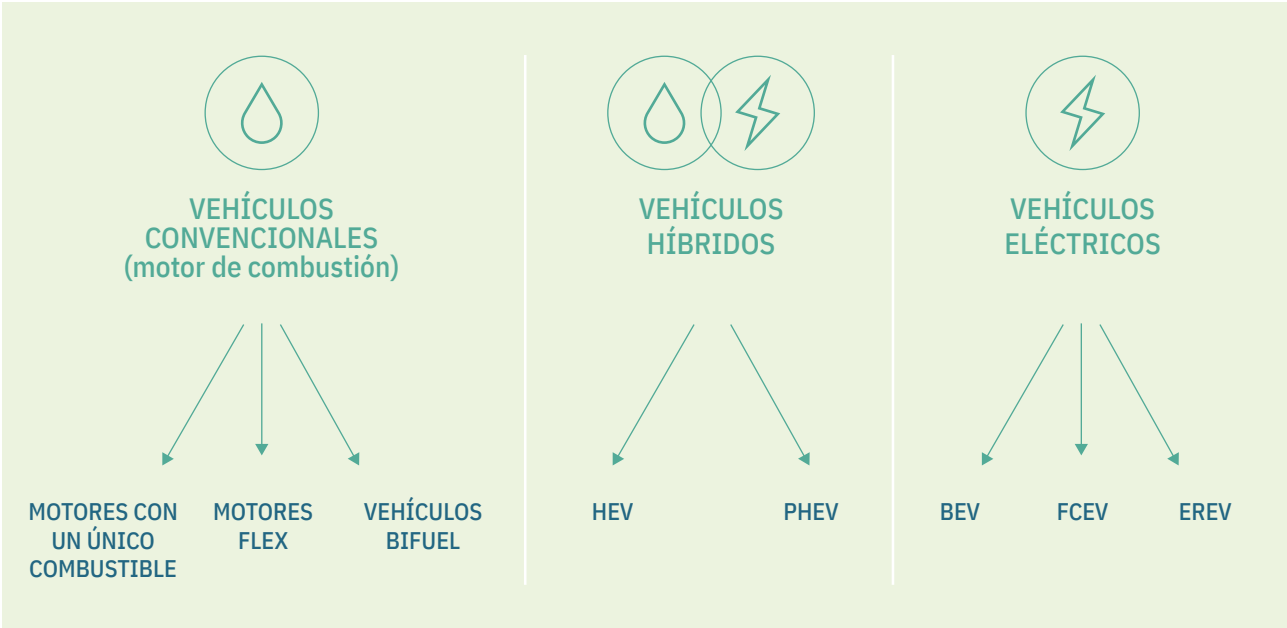 VEHÍCULOS
CONVENCIONALES
(motor de combustión)
MOTORES CON
UN ÚNICO
COMBUSTIBLE
MOTORES
FLEX
VEHÍCULOS
BIFUEL
VEHÍCULOS
HÍBRIDOS
HEV
PHEV
VEHÍCULOS
ELÉCTRICOS
BEV
FCEV
EREV